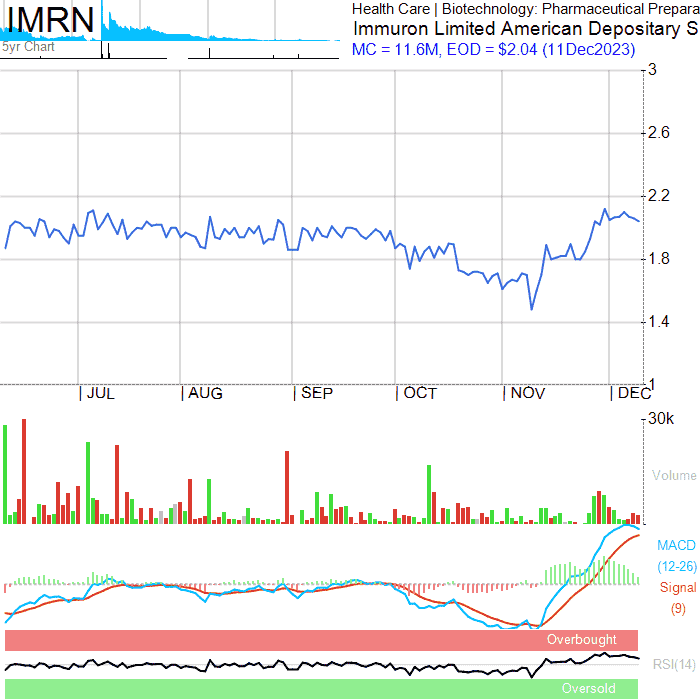 IMRN
5yr Chart
Health Care | Biotechnology: Pharmaceutical Prepara
Immuron Limited American Depositary S
MC = 11.6M, EOD = $2.04 (11Dec2023)
3
2.6
2.2
1.8
1.4
1
| JUL | AUG | SEP | OCT | NOV | DEC
30k
Volume
MACD
(12-26)
Signal
(9)
Overbought
RSI(14)
Oversold